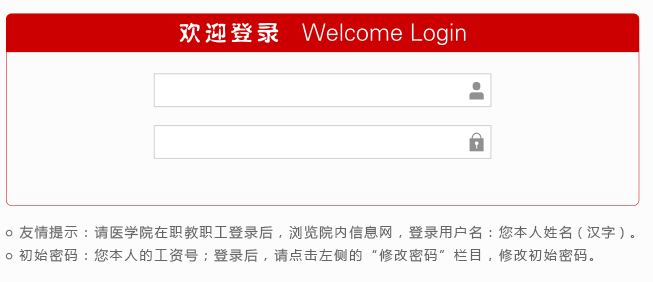 欢迎登录 Welcome Login
友情提示：请医学院在职教职工登录后，浏览院内信息网，登录用户名：您本人姓名（汉字）。
初始密码：您本人的工资号；登录后，请点击左侧的“修改密码”栏目，修改初始密码。